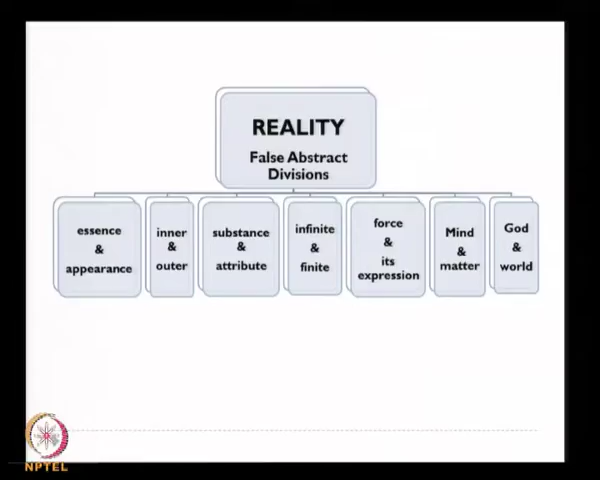 REALITY
False Abstract
Divisions
essence
&
appearance
inner
&
outer
substance
&
attribute
infinite
&
finite
force
&
its
expression
Mind
&
matter
God
&
world
NPTEL